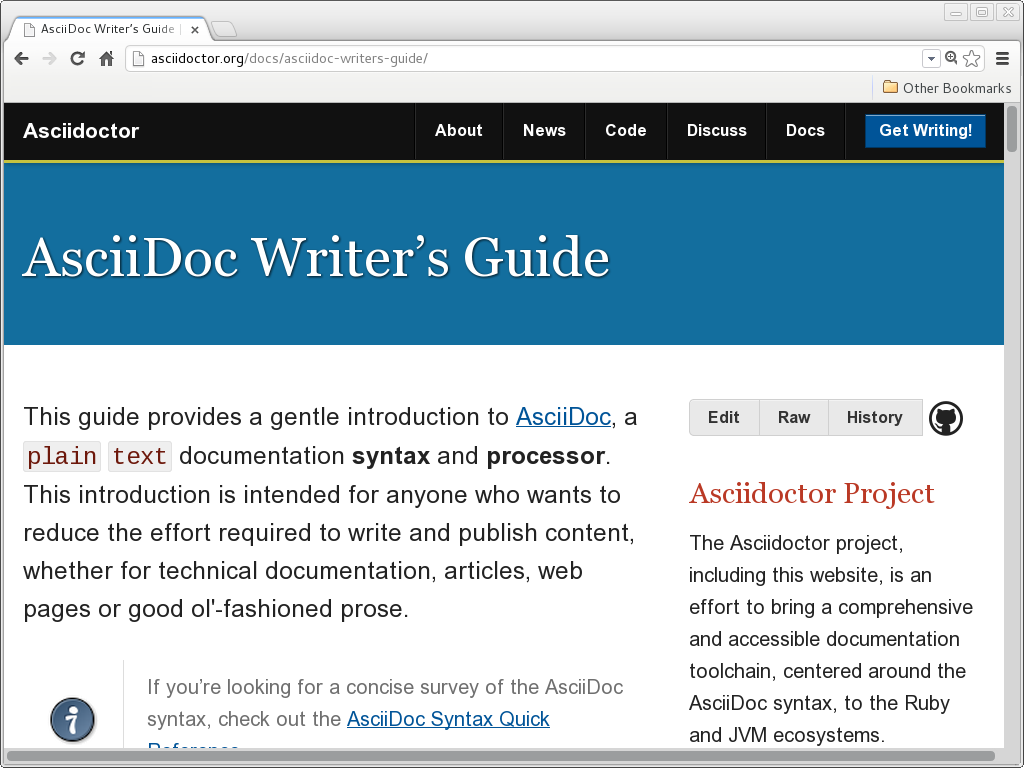 AsciiDoc Writer's Guide |
asciidoctor.org/docs/asciidoc-writers-guide/
Other Bookmarks
Asciidoctor
About
News
Code
Discuss
Docs
Get Writing!
AsciiDoc Writer’s Guide
This guide provides a gentle introduction to AsciiDoc, a
plain text documentation syntax and processor.
This introduction is intended for anyone who wants to
reduce the effort required to write and publish content,
whether for technical documentation, articles, web
pages or good ol'-fashioned prose.
If you’re looking for a concise survey of the AsciiDoc
syntax, check out the AsciiDoc Syntax Quick
Reference
Edit
Raw
History
Asciidoctor Project
The Asciidoctor project,
including this website, is an
effort to bring a comprehensive
and accessible documentation
toolchain, centered around the
AsciiDoc syntax, to the Ruby
and JVM ecosystems.